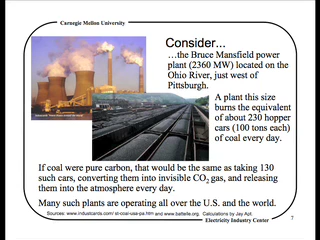 Carnegie Mellon University
Consider...
…the Bruce Mansfield power
plant (2360 MW) located on the
Ohio River, just west of
Pittsburgh.
A plant this size
burns the equivalent
of about 230 hopper
cars (100 tons each)
of coal every day.
If coal were pure carbon, that would be the same as taking 130
such cars, converting them into invisible CO₂ gas, and releasing
them into the atmosphere every day.
Many such plants are operating all over the U.S. and the world.
Sources: www.industcards.com/ st-coal-usa-pa.htm and www.battelle.org. Calculations by Jay Apt.
Electricity Industry Center
7